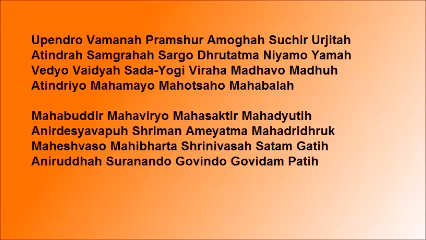 Upendro Vamanah Pramshur Amoghah Suchir Urjitah
Atindrah Samgrahah Sargo Dhrutatma Niyamo Yamah
Vedyo Vaidyah Sada-Yogi Viraha Madhavo Madhuh
Atindriyo Mahamayo Mahotsaho Mahabalah

Mahabuddir Mahaviryo Mahasaktir Mahadyutih
Anirdesyavapuh Shriman Ameyatma Mahadridhruk
Maheshvaso Mahibharta Shrinivasah Satam Gatih
Aniruddhah Suranando Govindo Govidam Patih